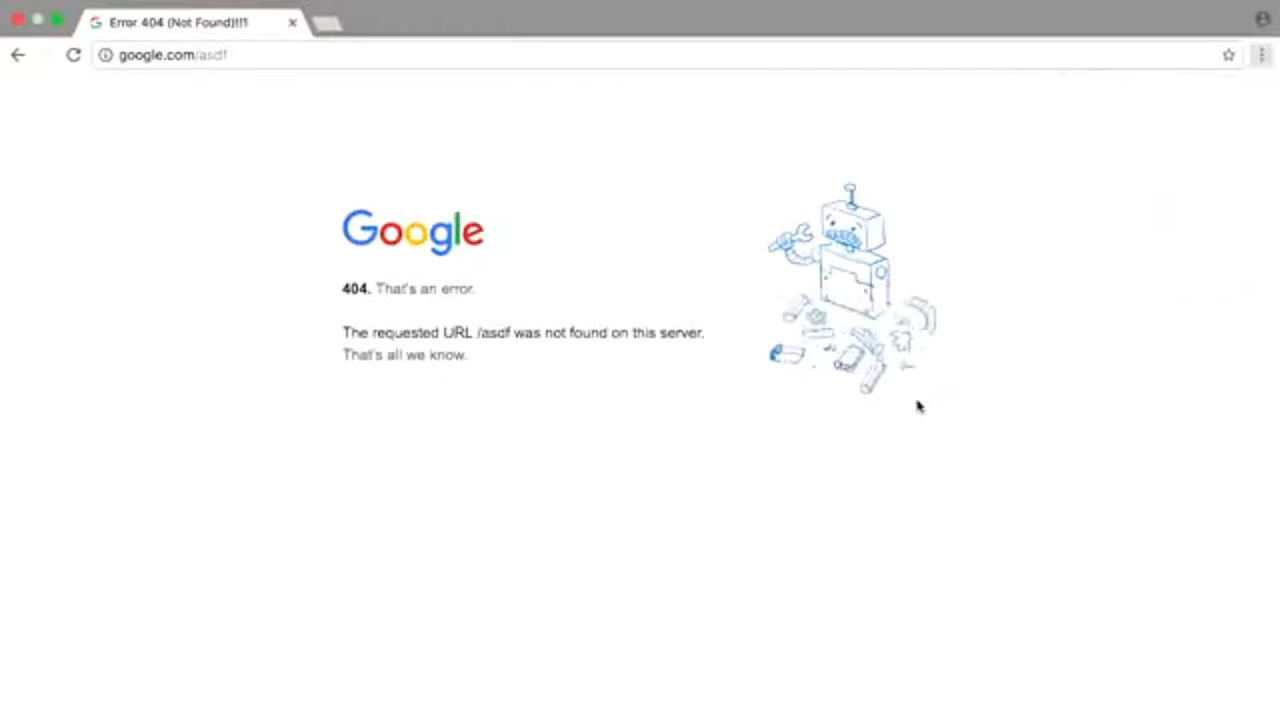 Error 404 (Not Found)!!1
google.com/asdf
Google
404. That's an error.
The requested URL /asdf was not found on this server.
That's all we know.